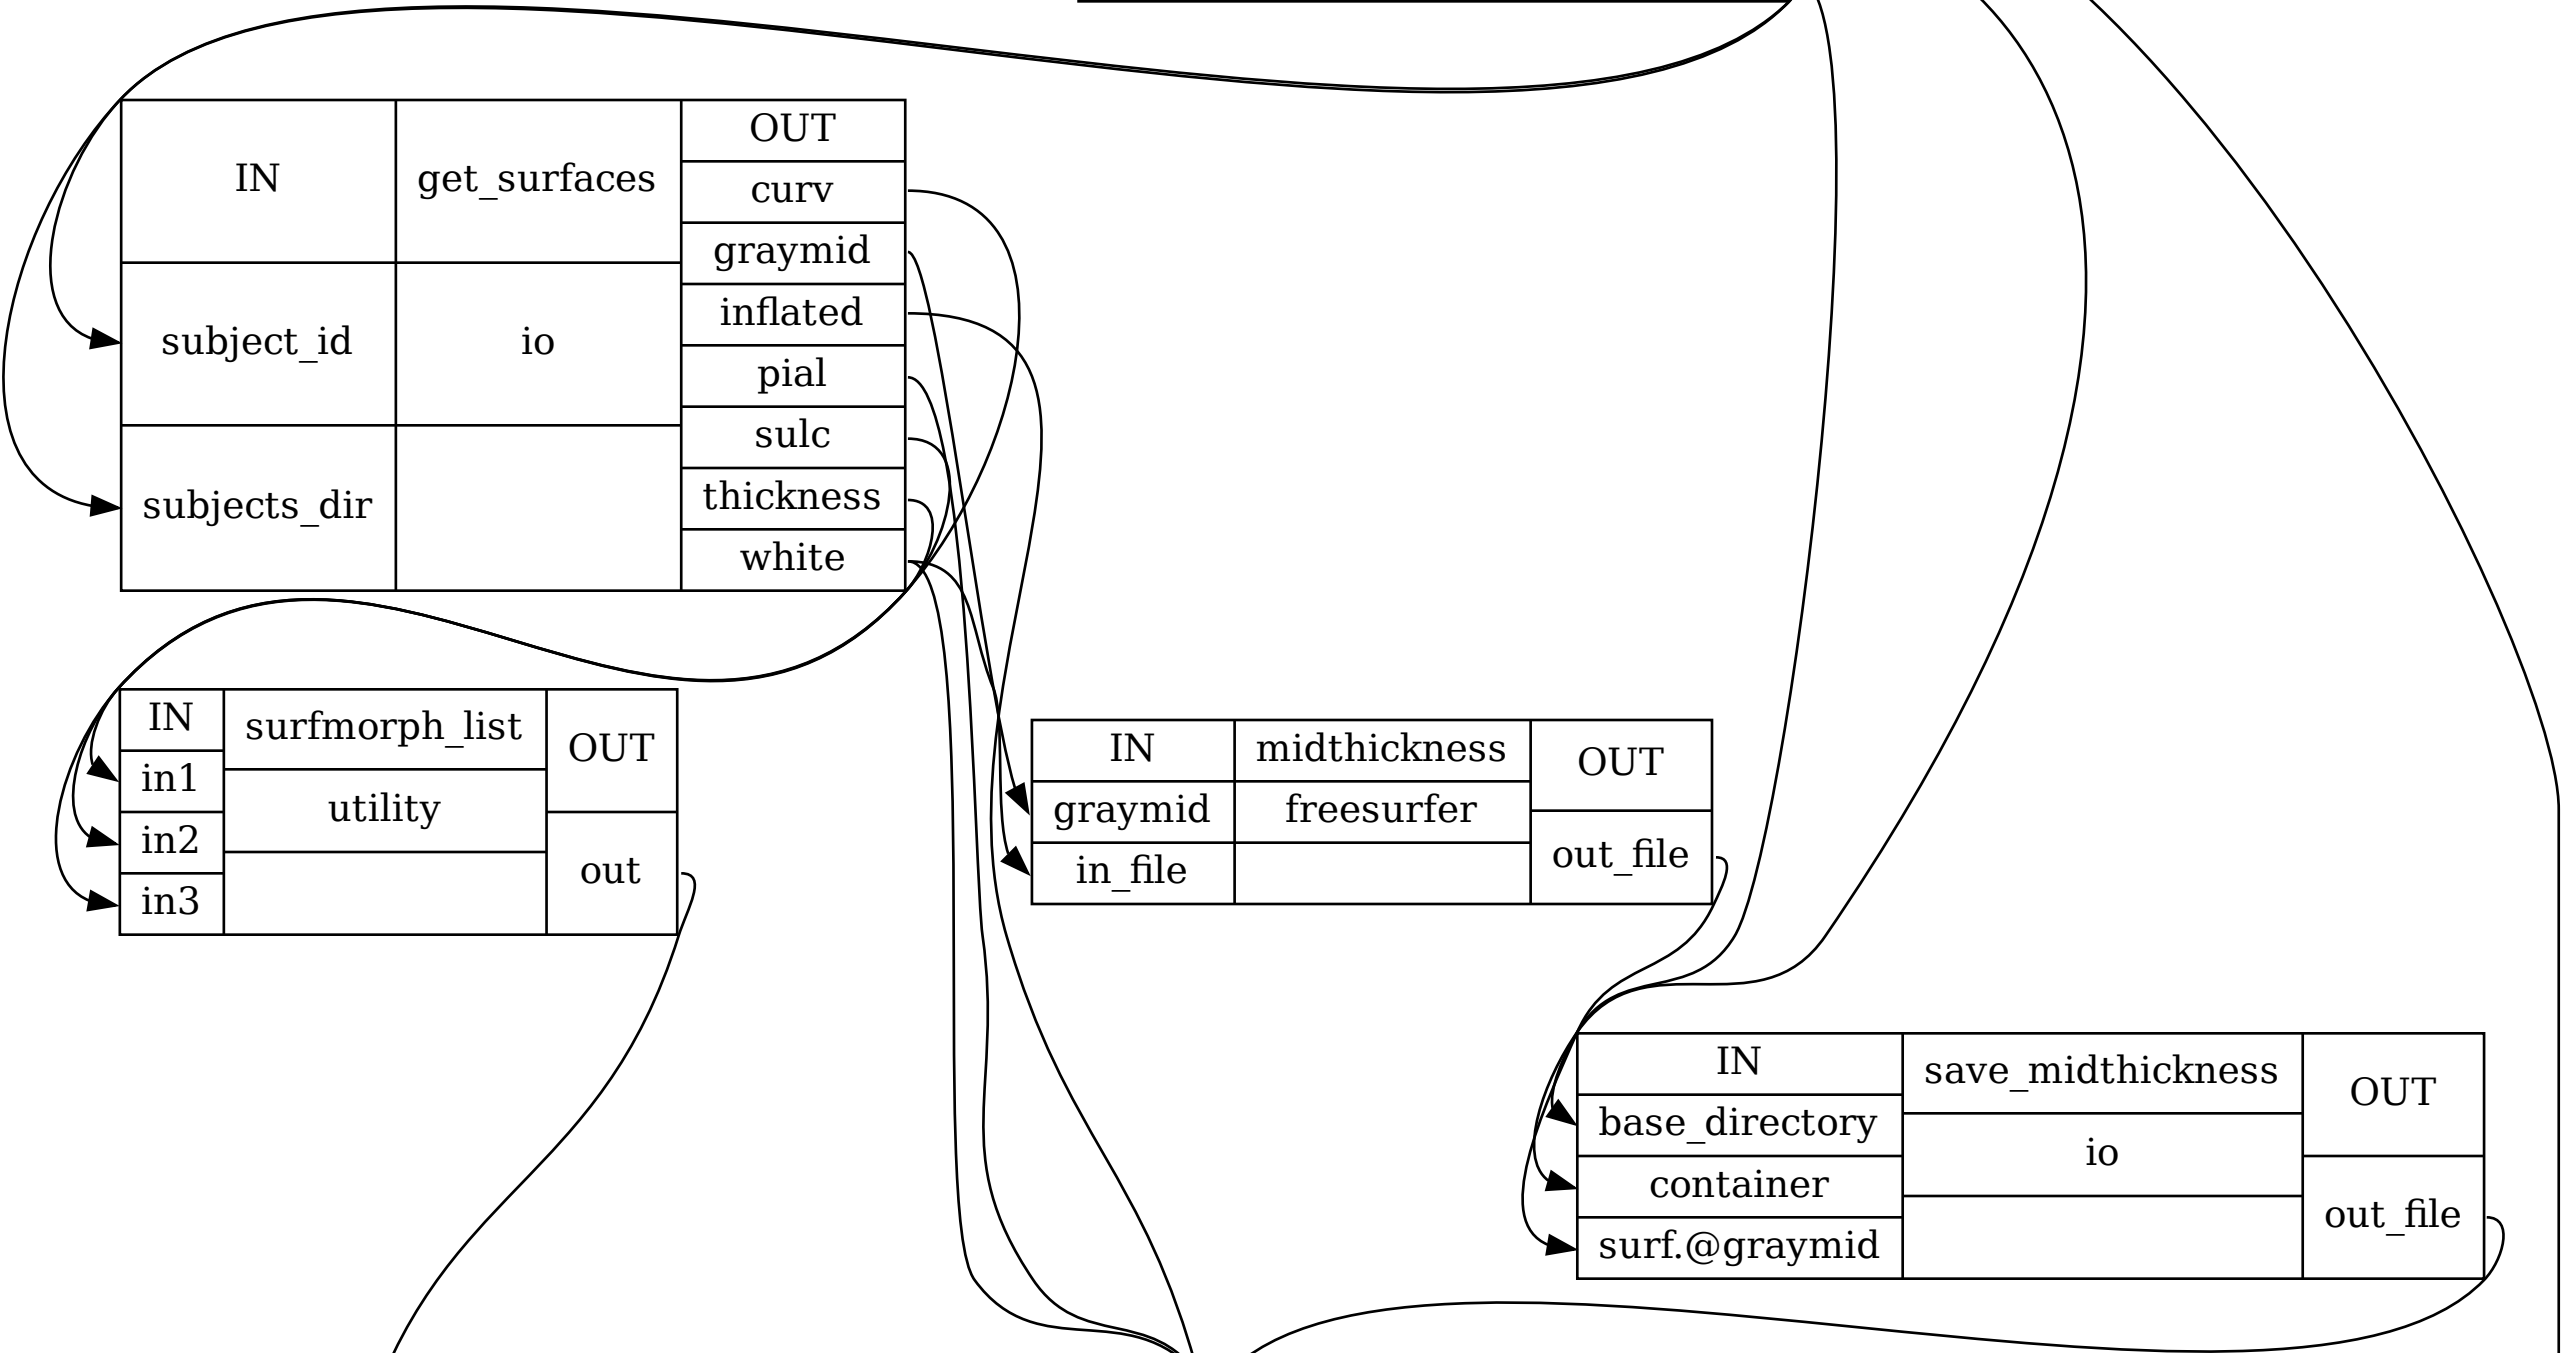 IN
get_surfaces
OUT
curv
graymid
inflated
pial
sulc
thickness
white
subject_id
io
subjects_dir
IN
in1
in2
in3
surfmorph_list
utility
OUT
out
IN
graymid
in_file
midthickness
freesurfer
OUT
out_file
IN
base_directory
container
surf.@graymid
save_midthickness
io
OUT
out_file